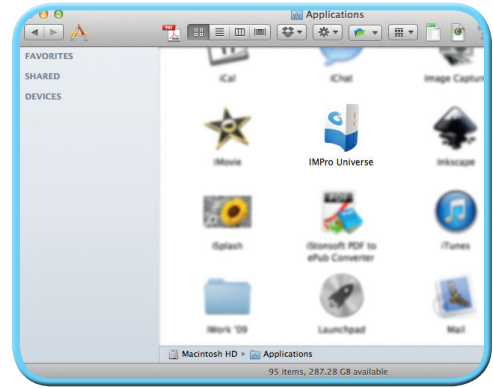 Applications
FAVORITES
SHARED
DEVICES
iCal
iChat
Image Captur
iMovie
IMPro Universe
Inkscape
iSplash
iStonsoft PDF to
ePub Converter
iTunes
iWork '09
Launchpad
Mail
Macintosh HD
Applications
95 items, 287.28 GB available